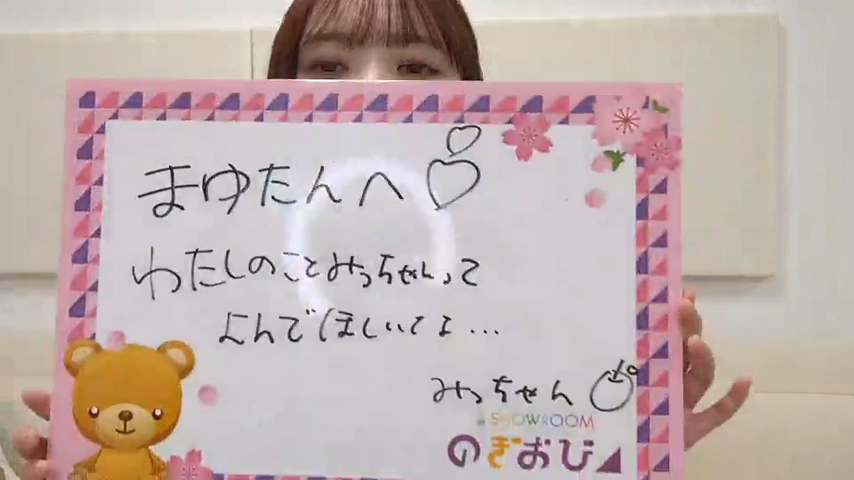 まゆたんへ♡
わたしのことみっちゃんって
よんでほしいてよ…
みっちゃん
SHOWROOM
のぎおび